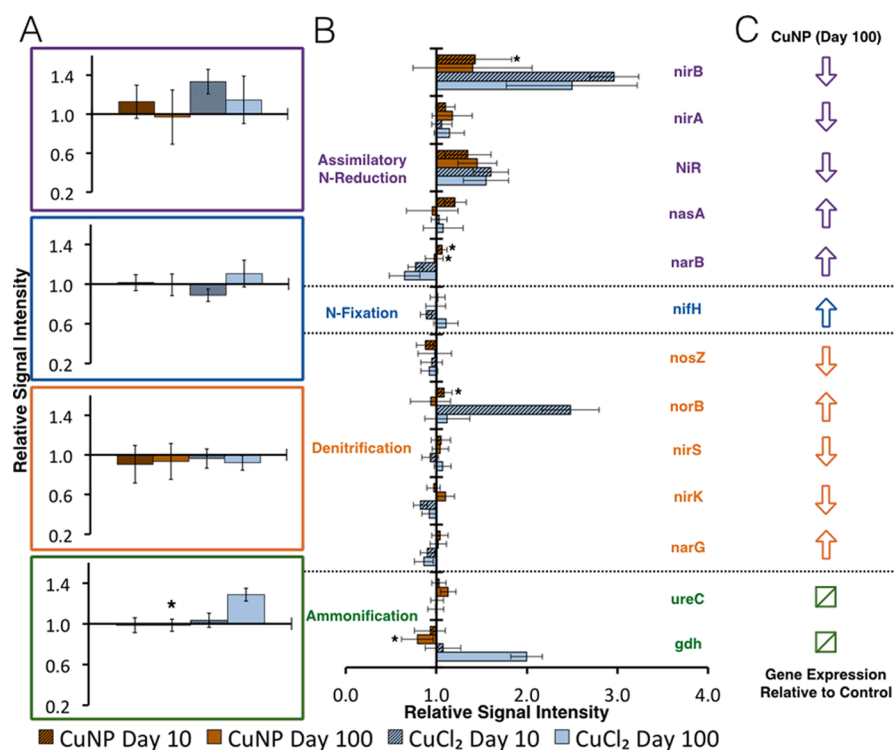 A
B
C
CuNP (Day 100)
Relative Signal Intensity
1.4
1.0
0.6
0.2
1.4
1.0
0.6
0.2
1.4
1.0
0.6
0.2
1.4
1.0
0.6
0.2
*
Assimilatory
N-Reduction
N-Fixation
Denitrification
Ammonification
*
*
*
*
*
nirB
nirA
NiR
nasA
narB
nifH
nosZ
norB
nirS
nirK
narG
ureC
gdh
0.0 1.0 2.0 3.0 4.0
Relative Signal Intensity
Gene Expression
Relative to Control
CuNP Day 10 CuNP Day 100 CuCl₂ Day 10 CuCl₂ Day 100